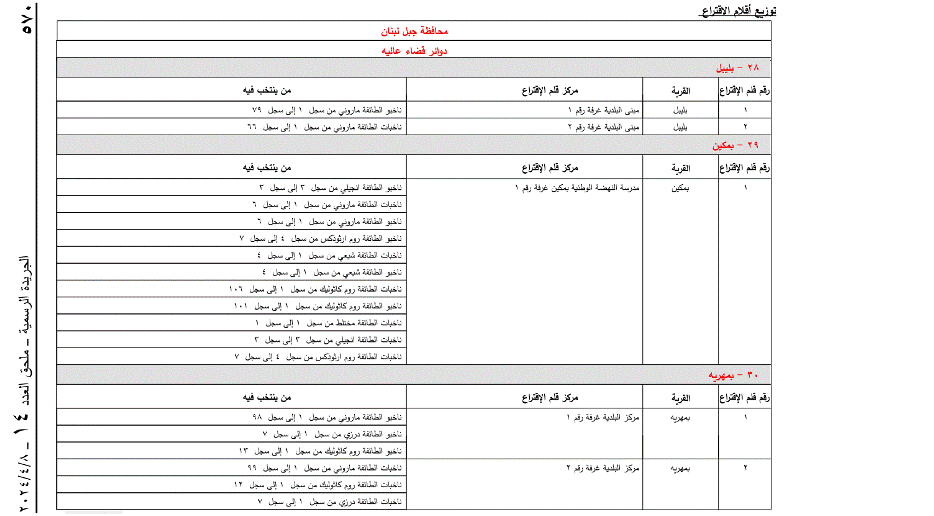 توزيع أقلام الإقتراع
محافظة جبل لبنان
دوائر قضاء عاليه
٢٨ - بليبل
رقم قلم الإقتراع القرية مركز قلم الإقتراع من ينتخب فيه
١ بليبل مبنى البلدية غرفة رقم ١ ناخبو الطائفة ماروني من سجل ١ إلى سجل ٧٩
٢ بليبل مبنى البلدية غرفة رقم ٢ ناخبات الطائفة ماروني من سجل ١ إلى سجل ٦٦
٢٩ - بمكين
رقم قلم الإقتراع القرية مركز قلم الإقتراع من ينتخب فيه
١ بمكين مدرسة النهضة الوطنية بمكين غرفة رقم ١ ناخبو الطائفة انجيلي من سجل ٣ إلى سجل ٣
ناخبات الطائفة ماروني من سجل ١ إلى سجل ٦
ناخبو الطائفة ماروني من سجل ١ إلى سجل ٦
ناخبو الطائفة روم ارثوذكس من سجل ٤ إلى سجل ٧
ناخبات الطائفة شيعي من سجل ١ إلى سجل ٤
ناخبو الطائفة شيعي من سجل ١ إلى سجل ٤
ناخبات الطائفة روم كاثوليك من سجل ١ إلى سجل ١٠٦
ناخبو الطائفة روم كاثوليك من سجل ١ إلى سجل ١٠١
ناخبات الطائفة مختلط من سجل ١ إلى سجل ١
ناخبات الطائفة انجيلي من سجل ٣ إلى سجل ٣
ناخبات الطائفة روم ارثوذكس من سجل ٤ إلى سجل ٧
٣٠ - بمهريه
رقم قلم الإقتراع القرية مركز قلم الإقتراع من ينتخب فيه
١ بمهريه مركز البلدية غرفة رقم ١ ناخبو الطائفة ماروني من سجل ١ إلى سجل ٩٨
ناخبو الطائفة درزي من سجل ١ إلى سجل ٧
ناخبو الطائفة روم كاثوليك من سجل ١ إلى سجل ١٣
٢ بمهريه مركز البلدية غرفة رقم ٢ ناخبات الطائفة ماروني من سجل ١ إلى سجل ٩٩
ناخبات الطائفة روم كاثوليك من سجل ١ إلى سجل ١٢
ناخبات الطائفة درزي من سجل ١ إلى سجل ٧
٥٧٠
الجريدة الرسمية - ملحق العدد ١٤ - ٢٠٢٤/٤/٨